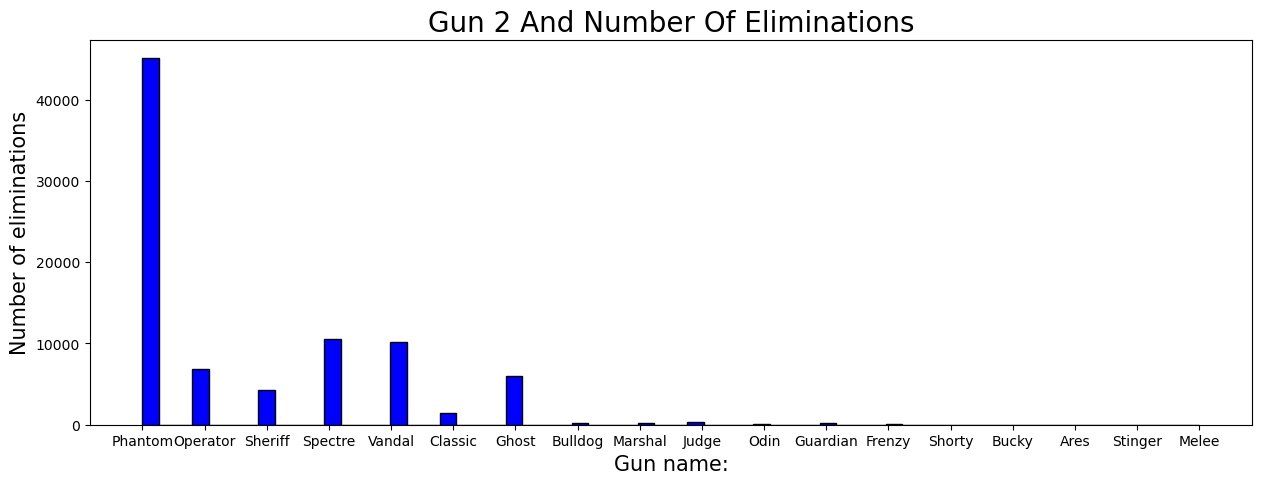 Gun 2 And Number Of Eliminations
Number of eliminations
40000
30000
20000
10000
0
Phantom Operator Sheriff Spectre Vandal Classic Ghost Bulldog Marshal Judge Odin Guardian Frenzy Shorty Bucky Ares Stinger Melee
Gun name: